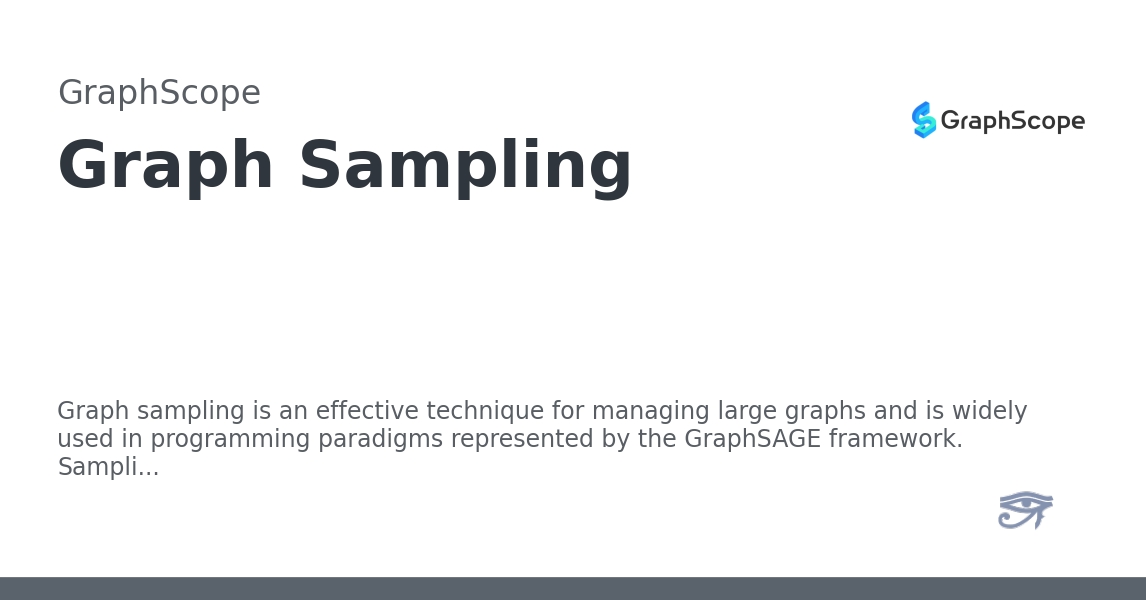 GraphScope
GraphScope
Graph Sampling
Graph sampling is an effective technique for managing large graphs and is widely
used in programming paradigms represented by the GraphSAGE framework.
Sampli...